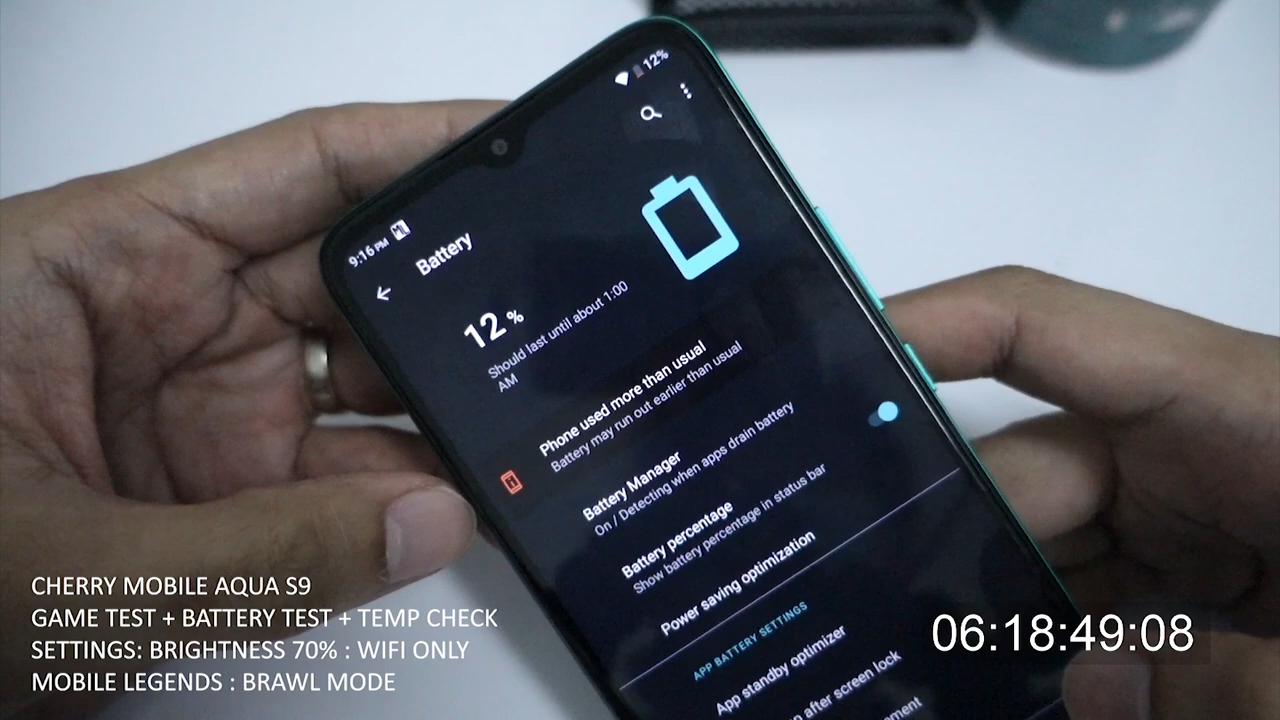 12%
9:16 PM
Battery
12 %
Should last until about 1:00
AM
Phone used more than usual
Battery may run out earlier than usual
Battery Manager
On / Detecting when apps drain battery
Battery percentage
Show battery percentage in status bar
Power saving optimization
APP BATTERY SETTINGS
App standby optimizer
after screen lock
CHERRY MOBILE AQUA S9
GAME TEST + BATTERY TEST + TEMP CHECK
SETTINGS: BRIGHTNESS 70% : WIFI ONLY
MOBILE LEGENDS : BRAWL MODE
06:18:49:08